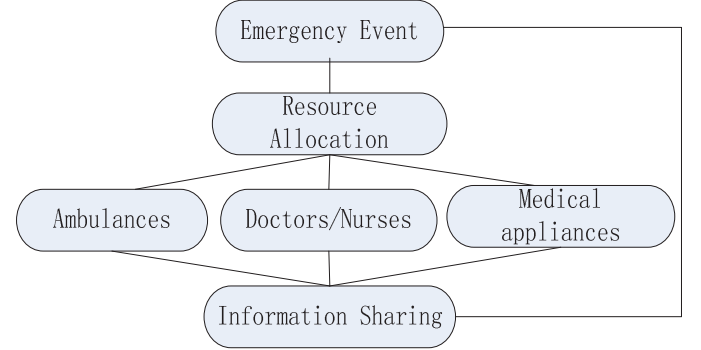 Emergency Event
Resource
Allocation
Ambulances
Doctors/Nurses
Medical
appliances
Information Sharing